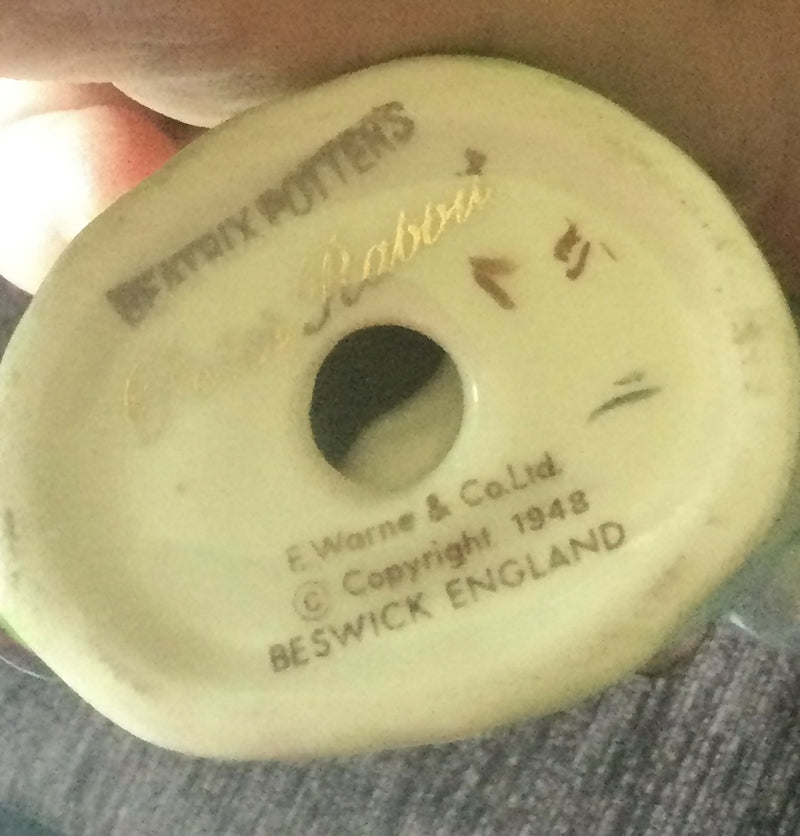 BEATRIX POTTERS
Rabbit
F. Warne & Co.Ltd.
© Copyright 1948
BESWICK ENGLAND